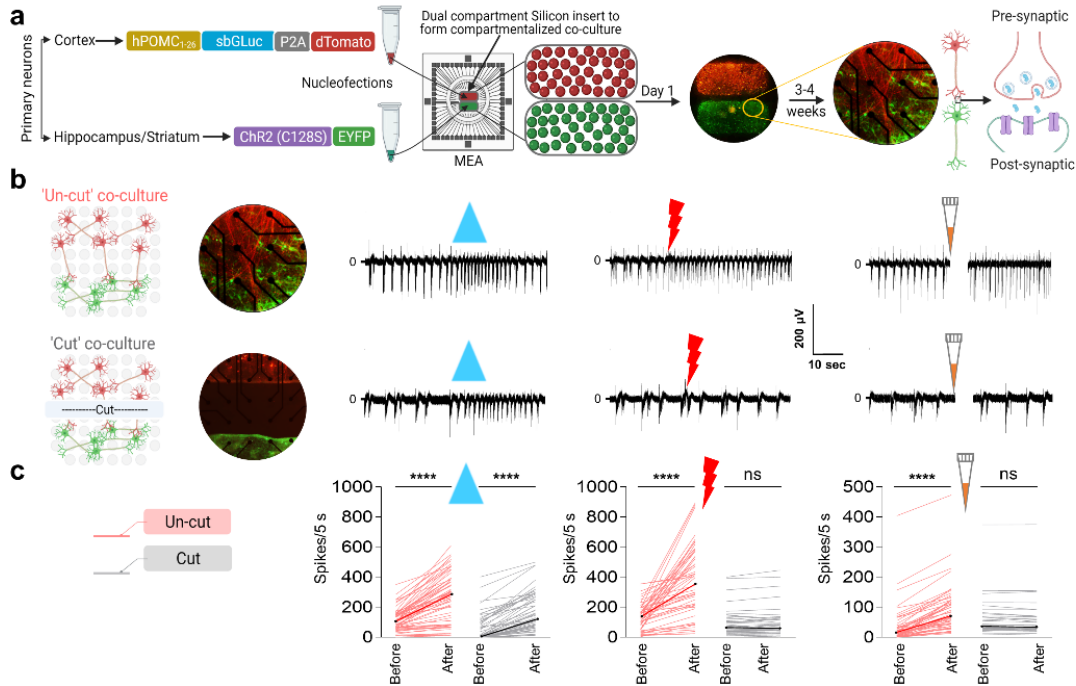 a
Primary neurons
Cortex
hPOMC₁₋₂₆ sbGLuc P2A dTomato
Dual compartment Silicon insert to
form compartmentalized co-culture
Nucleofections
Hippocampus/Striatum
ChR2 (C128S) EYFP
MEA
Day 1
3-4
weeks
Pre-synaptic
Post-synaptic
b
'Un-cut' co-culture
0
0
0
200 µV
10 sec
'Cut' co-culture
----------Cut----------
0
0
0
c
Un-cut
Cut
**** ****
Spikes/5 s
1000
800
600
400
200
0
Before
After
Before
After
**** ns
Spikes/5 s
1000
800
600
400
200
0
Before
After
Before
After
**** ns
Spikes/5 s
500
400
300
200
100
0
Before
After
Before
After